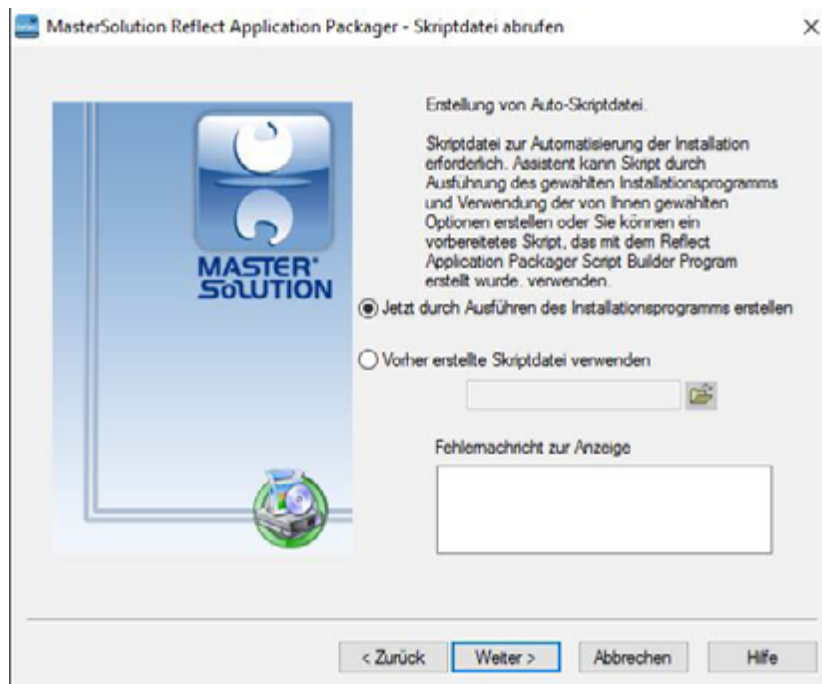 MasterSolution Reflect Application Packager - Skriptdatei abrufen
Erstellung von Auto-Skriptdatei.
Skriptdatei zur Automatisierung der Installation
erforderlich. Assistent kann Skript durch
Ausführung des gewählten Installationsprogramms
und Verwendung der von Ihnen gewählten
Optionen erstellen oder Sie können ein
vorbereitetes Skript, das mit dem Reflect
Application Packager Script Builder Program
erstellt wurde. verwenden.
MASTER
SOLUTION
Jetzt durch Ausführen des Installationsprogramms erstellen
Vorher erstellte Skriptdatei verwenden
Fehlernachricht zur Anzeige
< Zurück
Weiter >
Abbrechen
Hilfe